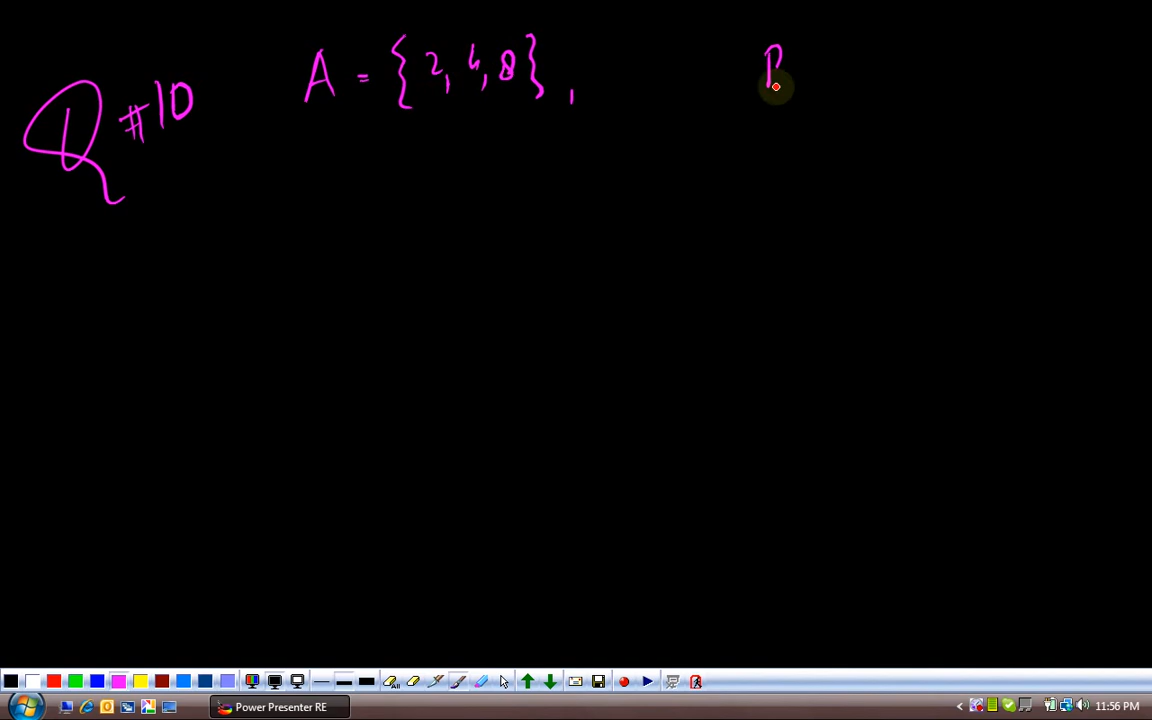 Q #10 A = {2, 4, 8},
Power Presenter RE
11:56 PM